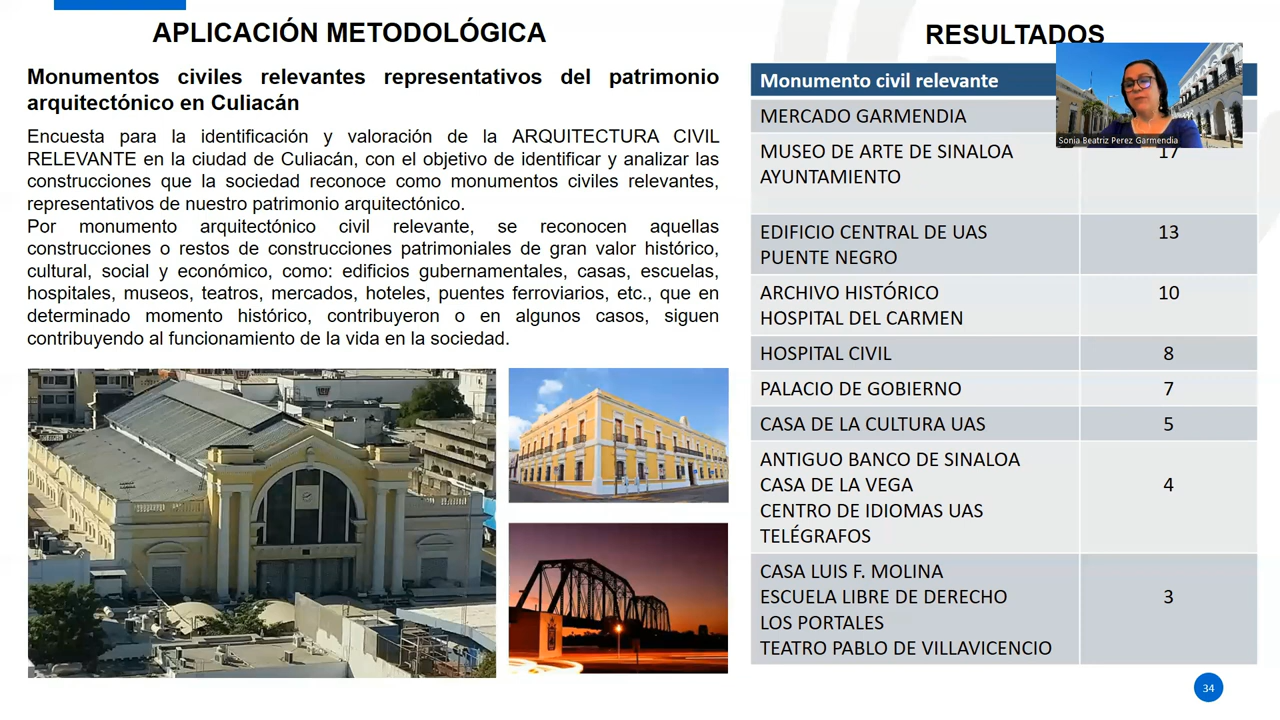 APLICACIÓN METODOLÓGICA
Monumentos civiles relevantes representativos del patrimonio
arquitectónico en Culiacán
Encuesta para la identificación y valoración de la ARQUITECTURA CIVIL
RELEVANTE en la ciudad de Culiacán, con el objetivo de identificar y analizar las
construcciones que la sociedad reconoce como monumentos civiles relevantes,
representativos de nuestro patrimonio arquitectónico.
Por monumento arquitectónico civil relevante, se reconocen aquellas
construcciones o restos de construcciones patrimoniales de gran valor histórico,
cultural, social y económico, como: edificios gubernamentales, casas, escuelas,
hospitales, museos, teatros, mercados, hoteles, puentes ferroviarios, etc., que en
determinado momento histórico, contribuyeron o en algunos casos, siguen
contribuyendo al funcionamiento de la vida en la sociedad.
RESULTADOS
Monumento civil relevante
MERCADO GARMENDIA
Sonia Beatriz Perez Garmendia
MUSEO DE ARTE DE SINALOA 17
AYUNTAMIENTO
EDIFICIO CENTRAL DE UAS 13
PUENTE NEGRO
ARCHIVO HISTÓRICO 10
HOSPITAL DEL CARMEN
HOSPITAL CIVIL 8
PALACIO DE GOBIERNO 7
CASA DE LA CULTURA UAS 5
ANTIGUO BANCO DE SINALOA
CASA DE LA VEGA 4
CENTRO DE IDIOMAS UAS
TELÉGRAFOS
CASA LUIS F. MOLINA
ESCUELA LIBRE DE DERECHO 3
LOS PORTALES
TEATRO PABLO DE VILLAVICENCIO
34